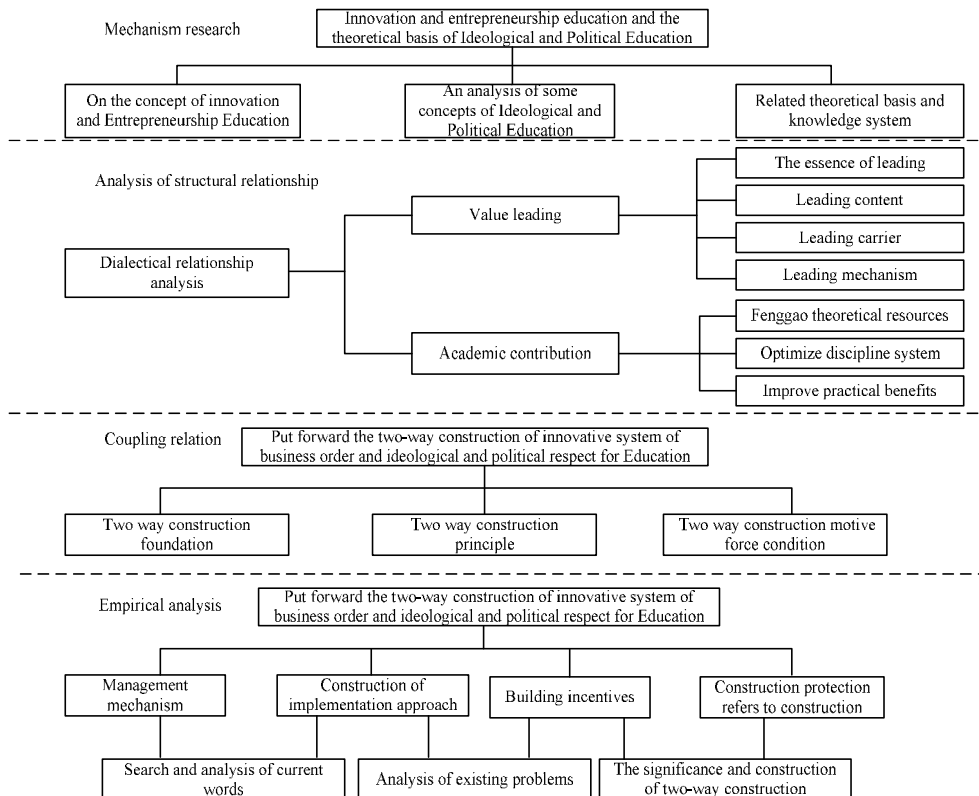 Mechanism research
Innovation and entrepreneurship education and the
theoretical basis of Ideological and Political Education
On the concept of innovation
and Entrepreneurship Education
An analysis of some
concepts of Ideological and
Political Education
Related theoretical basis and
knowledge system
Analysis of structural relationship
Dialectical relationship
analysis
Value leading
The essence of leading
Leading content
Leading carrier
Leading mechanism
Academic contribution
Fenggao theoretical resources
Optimize discipline system
Improve practical benefits
Coupling relation
Put forward the two-way construction of innovative system of
business order and ideological and political respect for Education
Two way construction
foundation
Two way construction
principle
Two way construction motive
force condition
Empirical analysis
Put forward the two-way construction of innovative system of
business order and ideological and political respect for Education
Management
mechanism
Construction of
implementation approach
Building incentives
Construction protection
refers to construction
Search and analysis of current
words
Analysis of existing problems
The significance and construction
of two-way construction